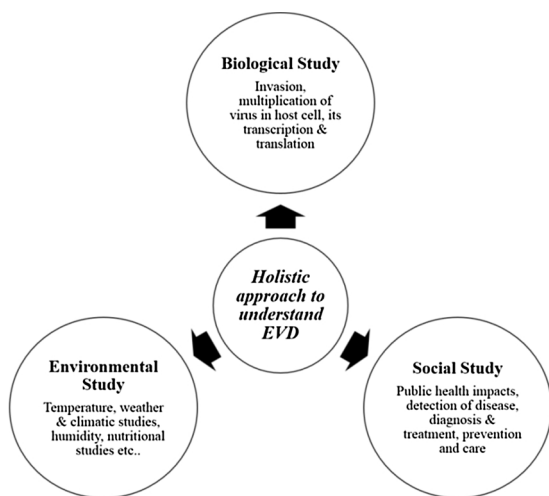 Biological Study
Invasion,
multiplication of
virus in host cell, its
transcription &
translation
Holistic
approach to
understand
EVD
Environmental
Study
Temperature, weather
& climatic studies,
humidity, nutritional
studies etc..
Social Study
Public health impacts,
detection of disease,
diagnosis &
treatment, prevention
and care